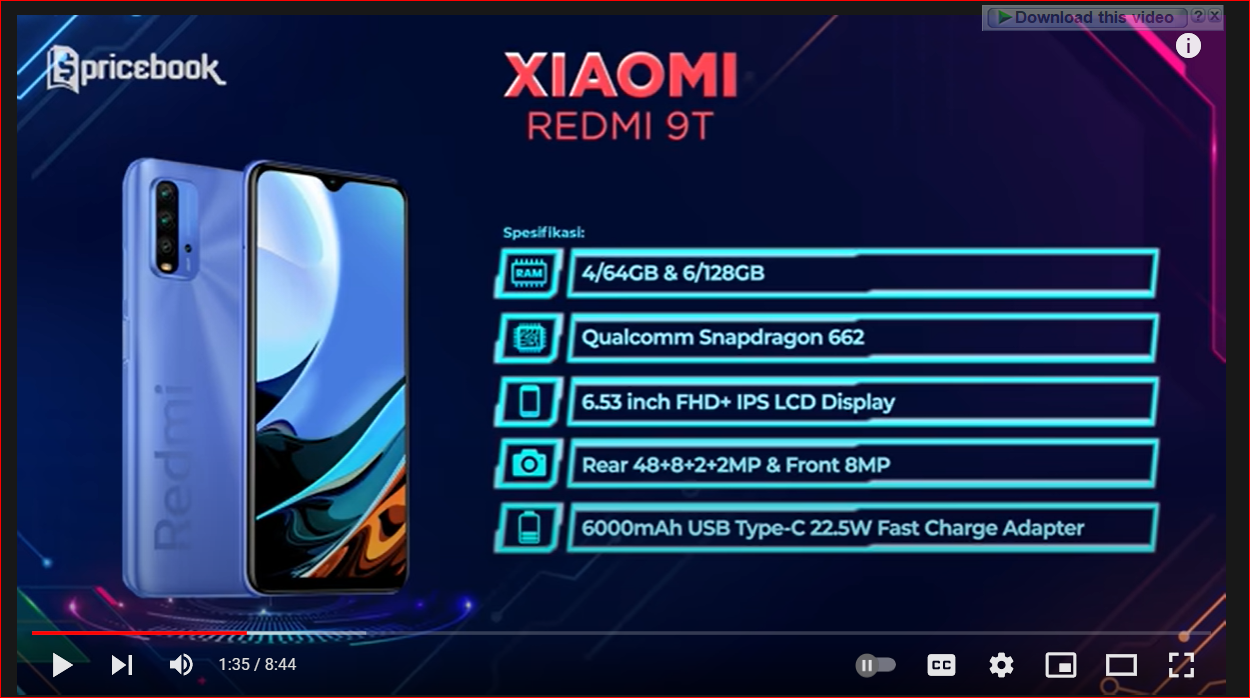 Download this video ? X
pricebook
XIAOMI
REDMI 9T
Spesifikasi:
RAM
4/64GB & 6/128GB
Qualcomm Snapdragon 662
6.53 inch FHD+ IPS LCD Display
Rear 48+8+2+2MP & Front 8MP
6000mAh USB Type-C 22.5W Fast Charge Adapter
Redmi
1:35 / 8:44
CC